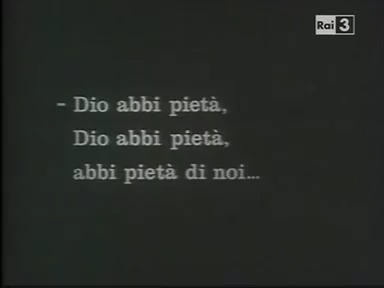 Rai 3
- Dio abbi pietà,
Dio abbi pietà,
abbi pietà di noi...